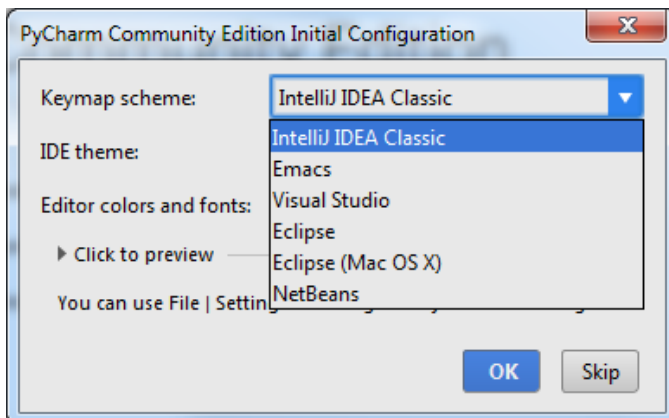 PyCharm Community Edition Initial Configuration
Keymap scheme: IntelliJ IDEA Classic
IntelliJ IDEA Classic
IDE theme:
Emacs
Visual Studio
Editor colors and fonts:
Eclipse
Click to preview
Eclipse (Mac OS X)
NetBeans
You can use File |
OK Skip